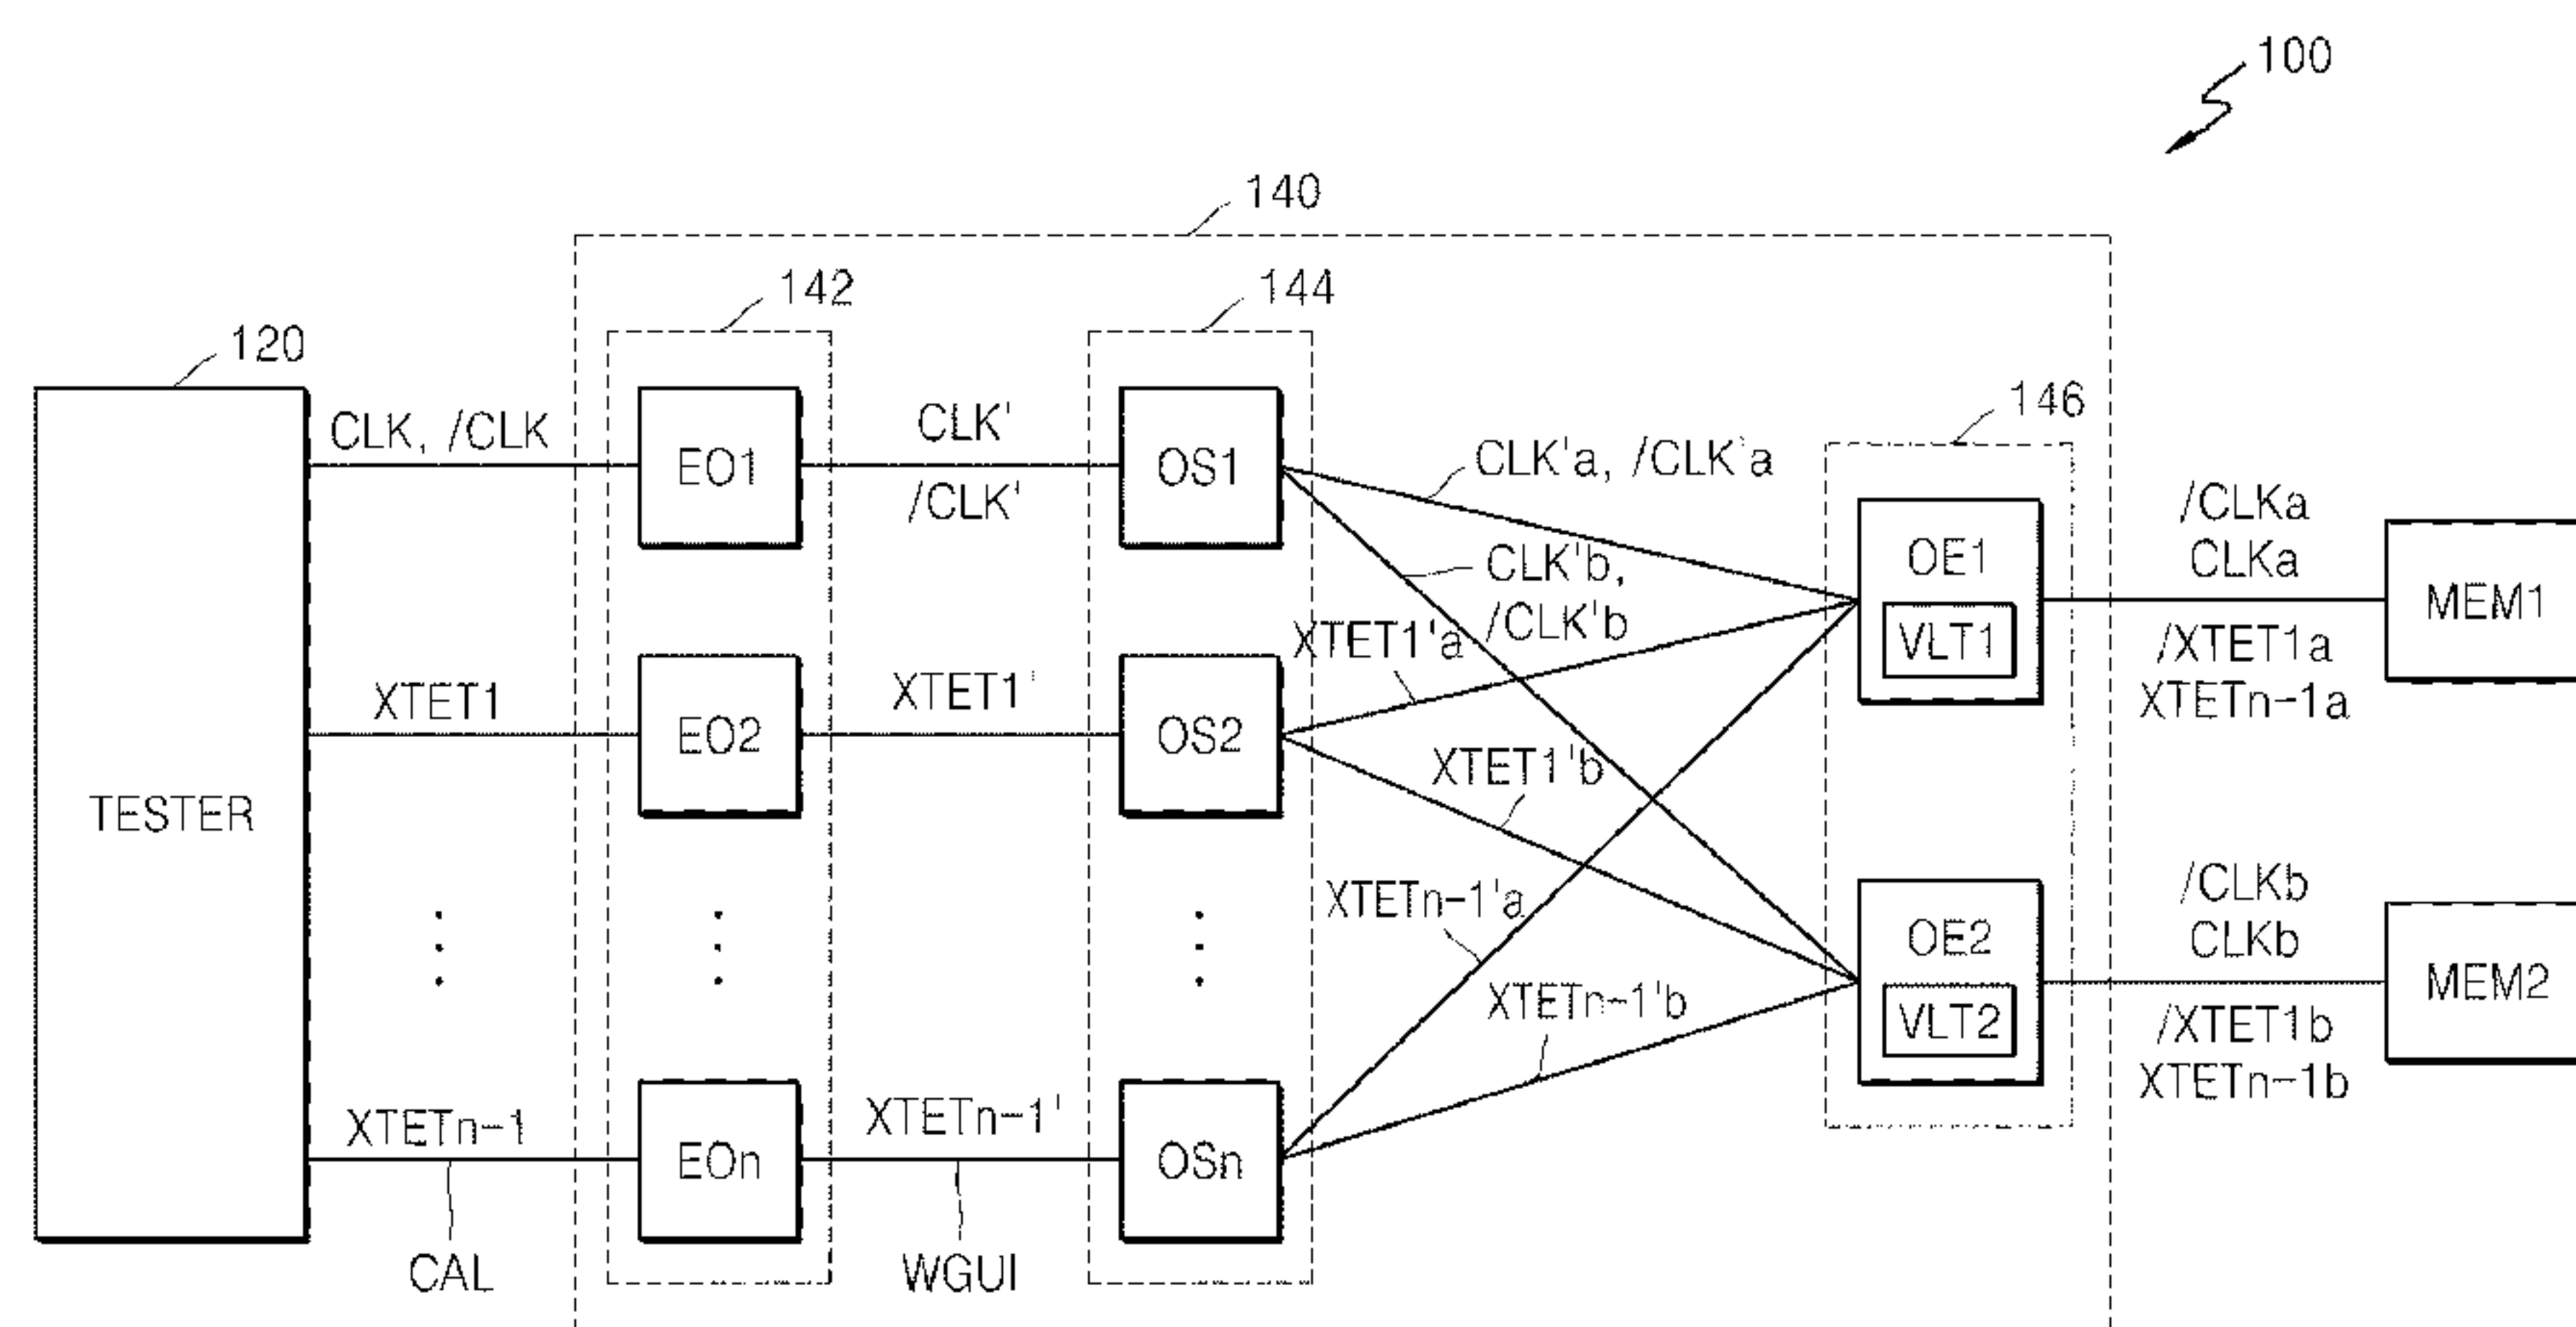 100
140
142
144
120
146
CLK, /CLK
EO1
CLK'
/CLK'
OS1
CLK'a, /CLK'a
CLK'b,
/CLK'b
OE1
VLT1
/CLKa
CLKa
/XTET1a
XTETn-1a
MEM1
TESTER
XTET1
EO2
XTET1'
OS2
XTET1'a
XTET1'b
XTETn-1'a
XTETn-1'b
OE2
VLT2
/CLKb
CLKb
/XTET1b
XTETn-1b
MEM2
XTETn-1
CAL
EOn
XTETn-1'
WGUI
OSn